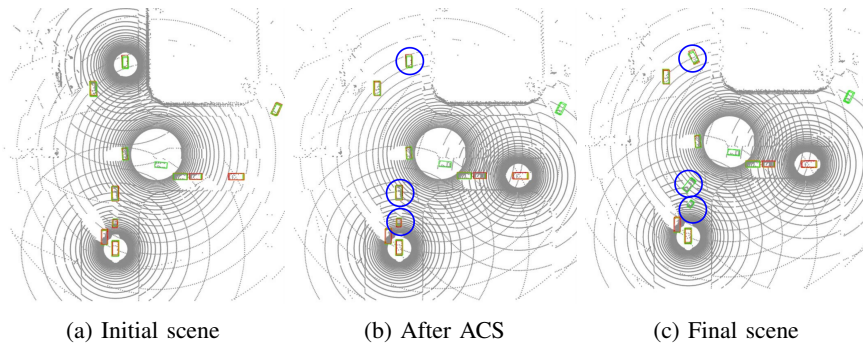 (a) Initial scene
(b) After ACS
(c) Final scene